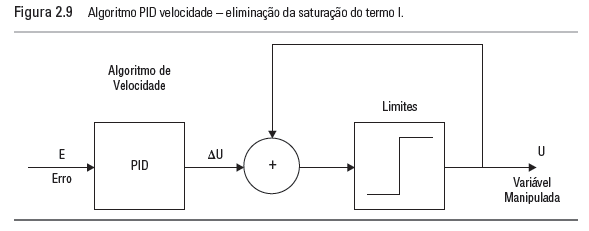 Figura 2.9 Algoritmo PID velocidade – eliminação da saturação do termo I.
Algoritmo de
Velocidade
Limites
E
Erro
PID
ΔU
+
U
Variável
Manipulada